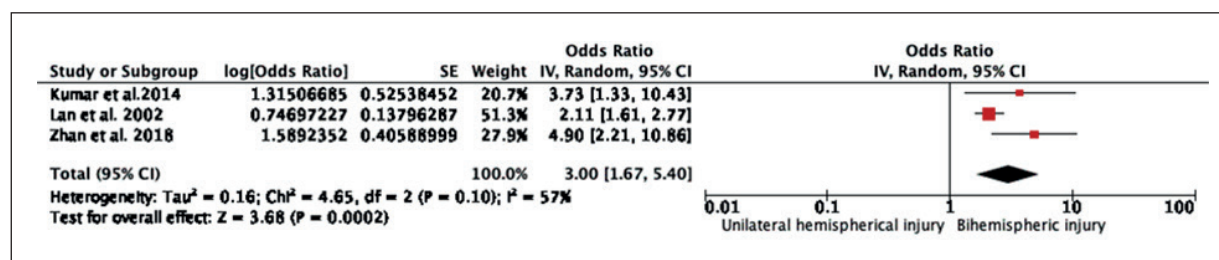 Odds Ratio Odds Ratio
Study or Subgroup log[Odds Ratio] SE Weight IV, Random, 95% CI IV, Random, 95% CI
Kumar et al.2014 1.31506685 0.52538452 20.7% 3.73 [1.33, 10.43]
Lan et al. 2002 0.74697227 0.13796287 51.3% 2.11 [1.61, 2.77]
Zhan et al. 2018 1.5892352 0.40588999 27.9% 4.90 [2.21, 10.86]
Total (95% CI) 100.0% 3.00 [1.67, 5.40]
Heterogeneity: Tau² = 0.16; Chi² = 4.65, df = 2 (P = 0.10); I² = 57%
Test for overall effect: Z = 3.68 (P = 0.0002)
0.01 0.1 1 10 100
Unilateral hemispherical injury Bihemispheric injury